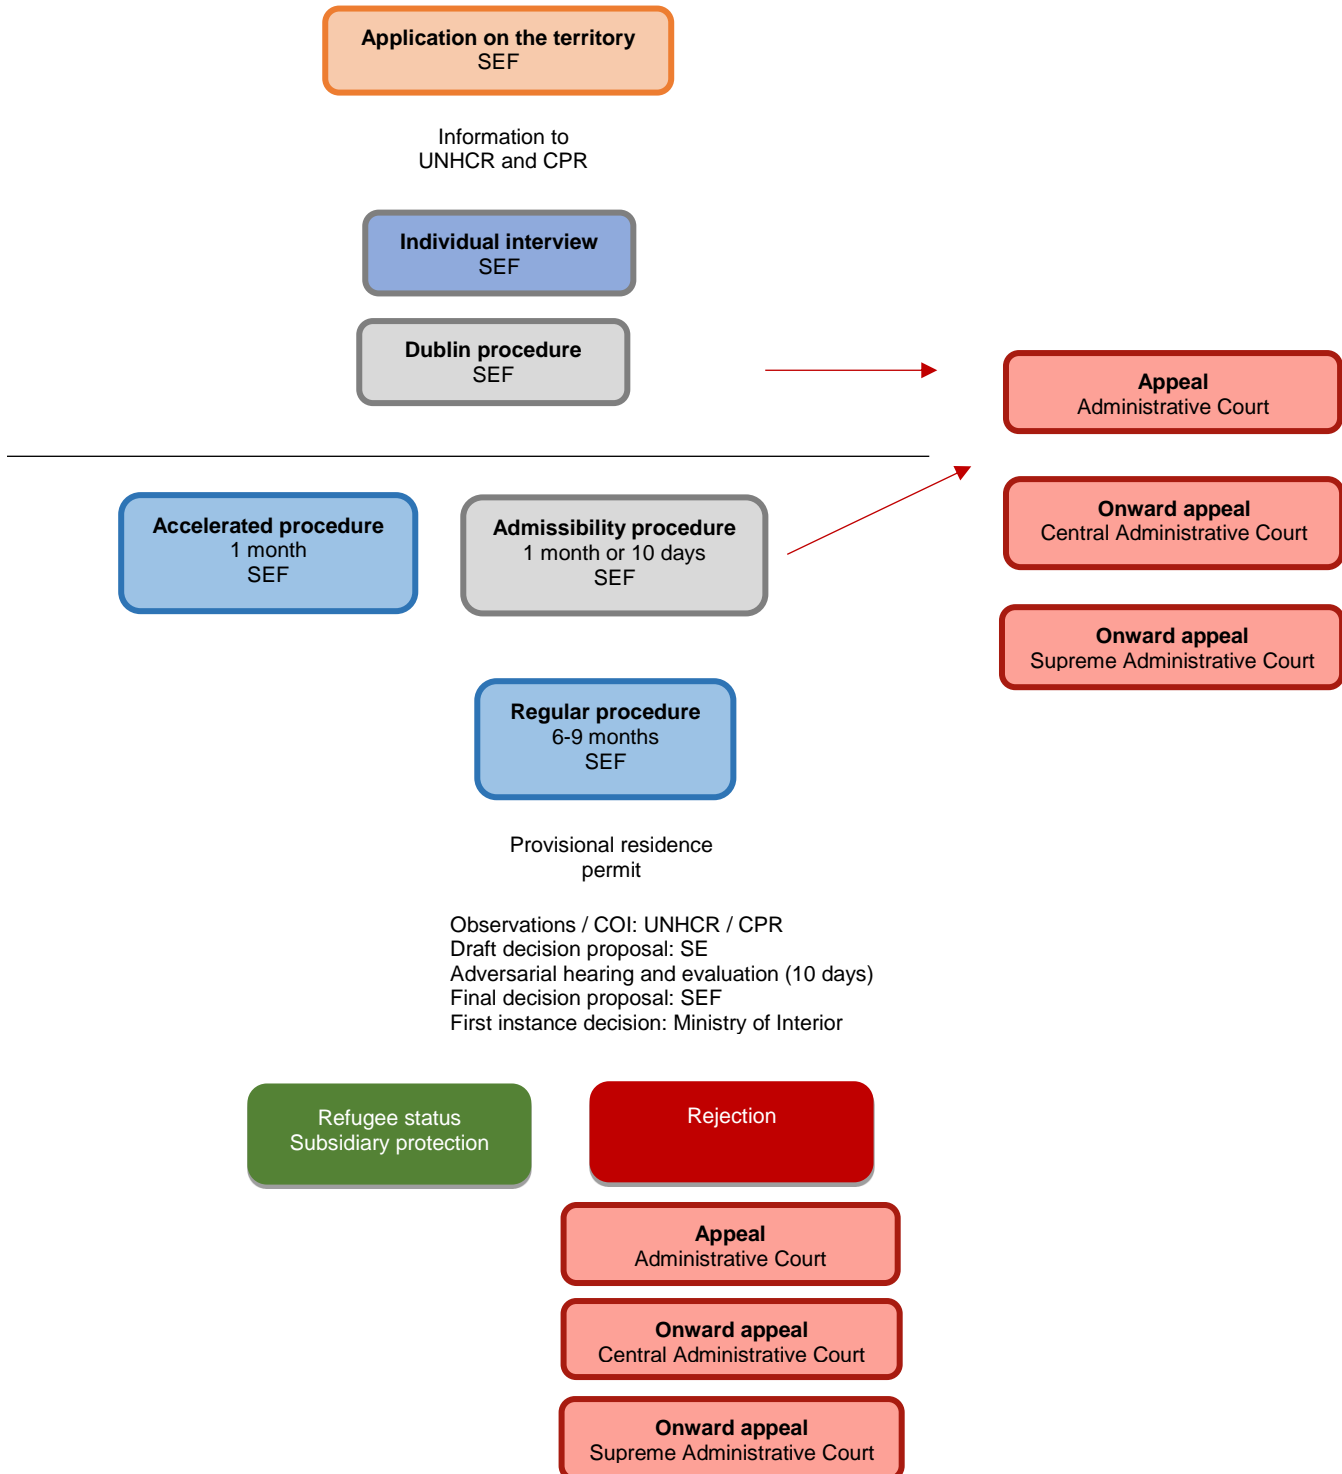 Application on the territory
SEF
Information to
UNHCR and CPR
Individual interview
SEF
Dublin procedure
SEF
Appeal
Administrative Court
Onward appeal
Central Administrative Court
Onward appeal
Supreme Administrative Court
Accelerated procedure
1 month
SEF
Admissibility procedure
1 month or 10 days
SEF
Regular procedure
6-9 months
SEF
Provisional residence
permit
Observations / COI: UNHCR / CPR
Draft decision proposal: SE
Adversarial hearing and evaluation (10 days)
Final decision proposal: SEF
First instance decision: Ministry of Interior
Refugee status
Subsidiary protection
Rejection
Appeal
Administrative Court
Onward appeal
Central Administrative Court
Onward appeal
Supreme Administrative Court